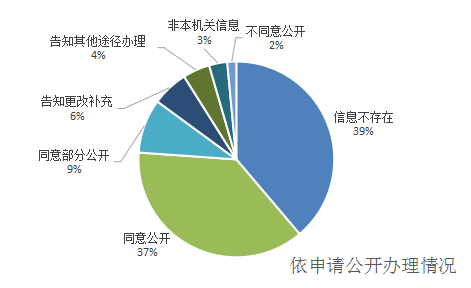 非本机关信息
3%
不同意公开
2%
告知其他途径办理
4%
告知更改补充
6%
信息不存在
39%
同意部分公开
9%
同意公开
37%
依申请公开办理情况